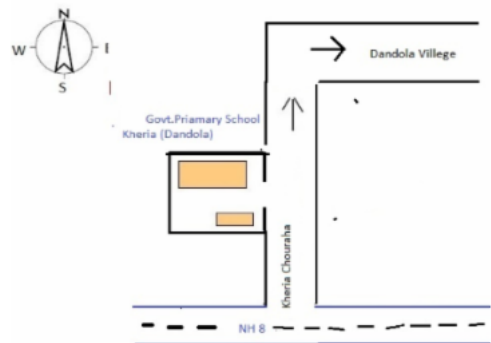 N
W
I
S
Dandola Villege
Govt.Priamary School
Kheria (Dandola)
Kheria Chouraha
NH 8